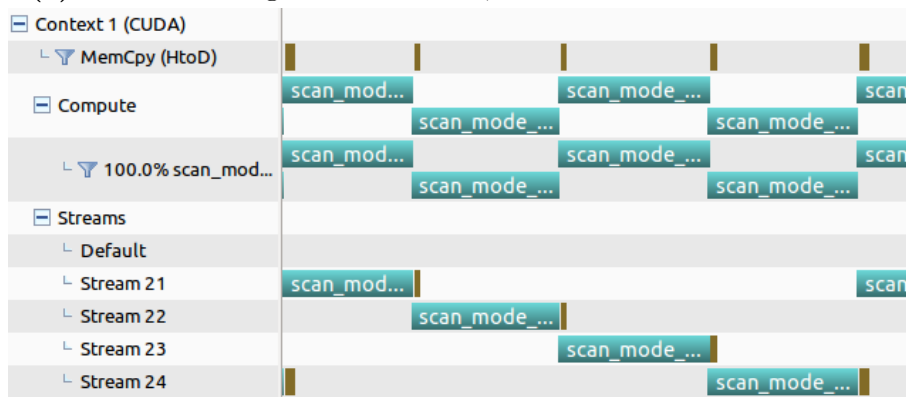 Context 1 (CUDA)
MemCpy (HtoD)
scan_mod... scan_mode_... scan
Compute
scan_mode_... scan_mode_...
scan_mod... scan_mode_... scan
100.0% scan_mod...
scan_mode_... scan_mode_...
Streams
Default
Stream 21 scan_mod... scan
Stream 22 scan_mode_...
Stream 23 scan_mode_...
Stream 24 scan_mode_...